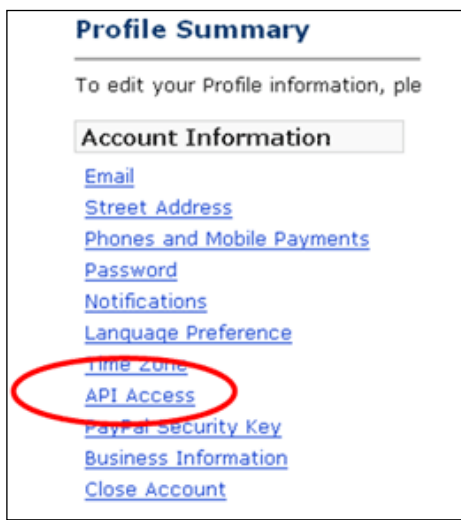 Profile Summary
To edit your Profile information, ple
Account Information
Email
Street Address
Phones and Mobile Payments
Password
Notifications
Language Preference
Time Zone
API Access
PayPal Security Key
Business Information
Close Account